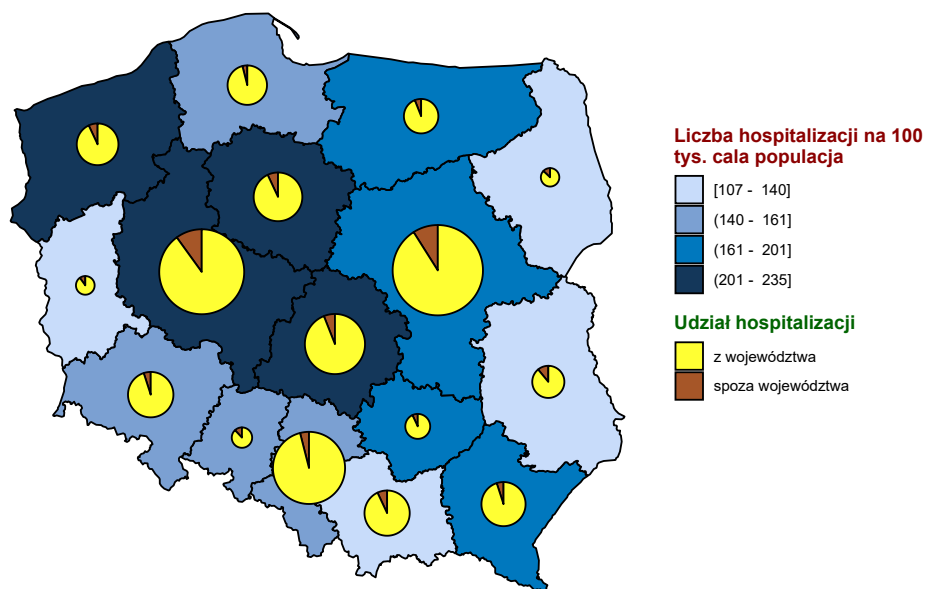 Liczba hospitalizacji na 100
tys. cala populacja
[107 - 140]
(140 - 161]
(161 - 201]
(201 - 235]
Udział hospitalizacji
z województwa
spoza województwa